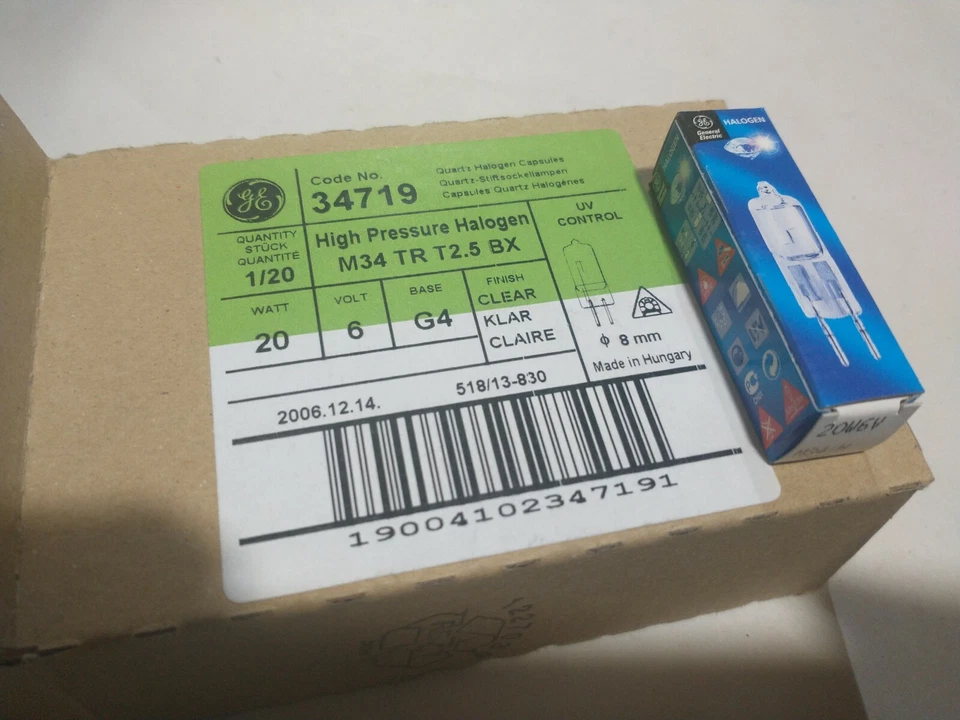 GE
Code No.
34719
Quartz Halogen Capsules
Quarz-Stiftsockellampen
Capsules Quartz Halogènes
QUANTITY
STÜCK
QUANTITÉ
1/20
High Pressure Halogen
M34 TR T2.5 BX
UV
CONTROL
WATT
20
VOLT
6
BASE
G4
FINISH
CLEAR
KLAR
CLAIRE
ϕ 8 mm
Made in Hungary
2006.12.14.
518/13-830
19004102347191
GE
General
Electric
HALOGEN
20W6V